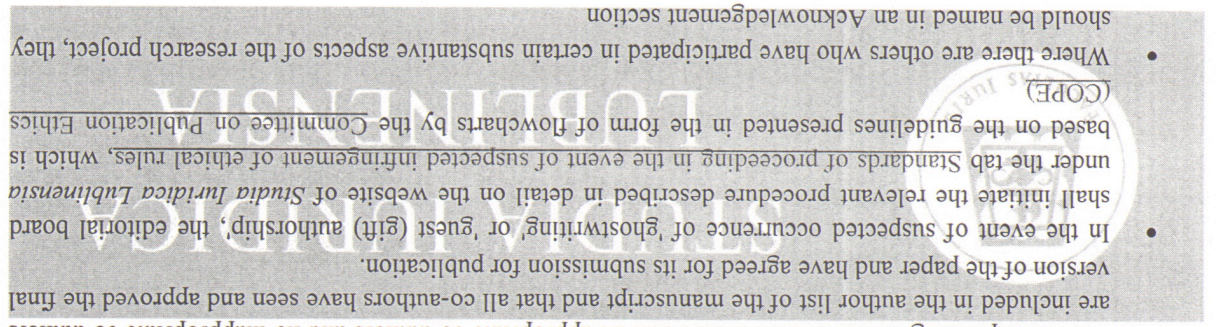 are included in the author list of the manuscript and that all co-authors have seen and approved the final
version of the paper and have agreed for its submission for publication.
• In the event of suspected occurrence of 'ghostwriting' or 'guest (gift) authorship', the editorial board
shall initiate the relevant procedure described in detail on the website of Studia Iuridica Lublinensia
under the tab Standards of proceeding in the event of suspected infringement of ethical rules, which is
based on the guidelines presented in the form of flowcharts by the Committee on Publication Ethics
(COPE)
• Where there are others who have participated in certain substantive aspects of the research project, they
should be named in an Acknowledgement section
STUDIA IURIDICA
LUBLINENSIA